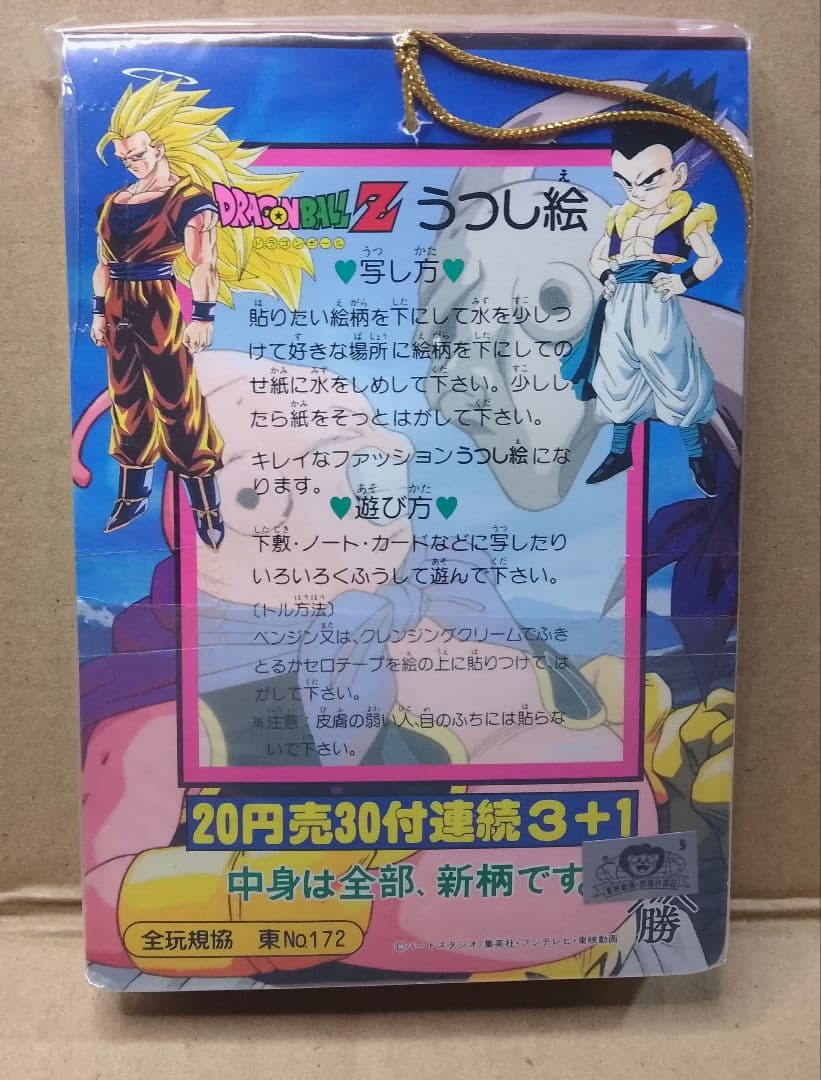 DRAGONBALL Z うつし絵
ドラゴンボール
♥写し方♥
貼りたい絵柄を下にして水を少しつ
けて好きな場所に絵柄を下にしての
せ紙に水をしめして下さい。少しし
たら紙をそっとはがして下さい。
キレイなファッションうつし絵にな
ります。
♥遊び方♥
下敷・ノート・カードなどに写したり
いろいろくふうして遊んで下さい。
〔トル方法〕
ベンジン又は、クレンジングクリームでふき
とるかセロテープを絵の上に貼りつけて、は
がして下さい。
※注意:皮膚の弱い人、目のふちには貼らな
いで下さい。
20円売30付連続3+1
中身は全部、新柄です。
5
勝
全玩規協 東No.172
©バードスタジオ/集英社・フジテレビ・東映動画